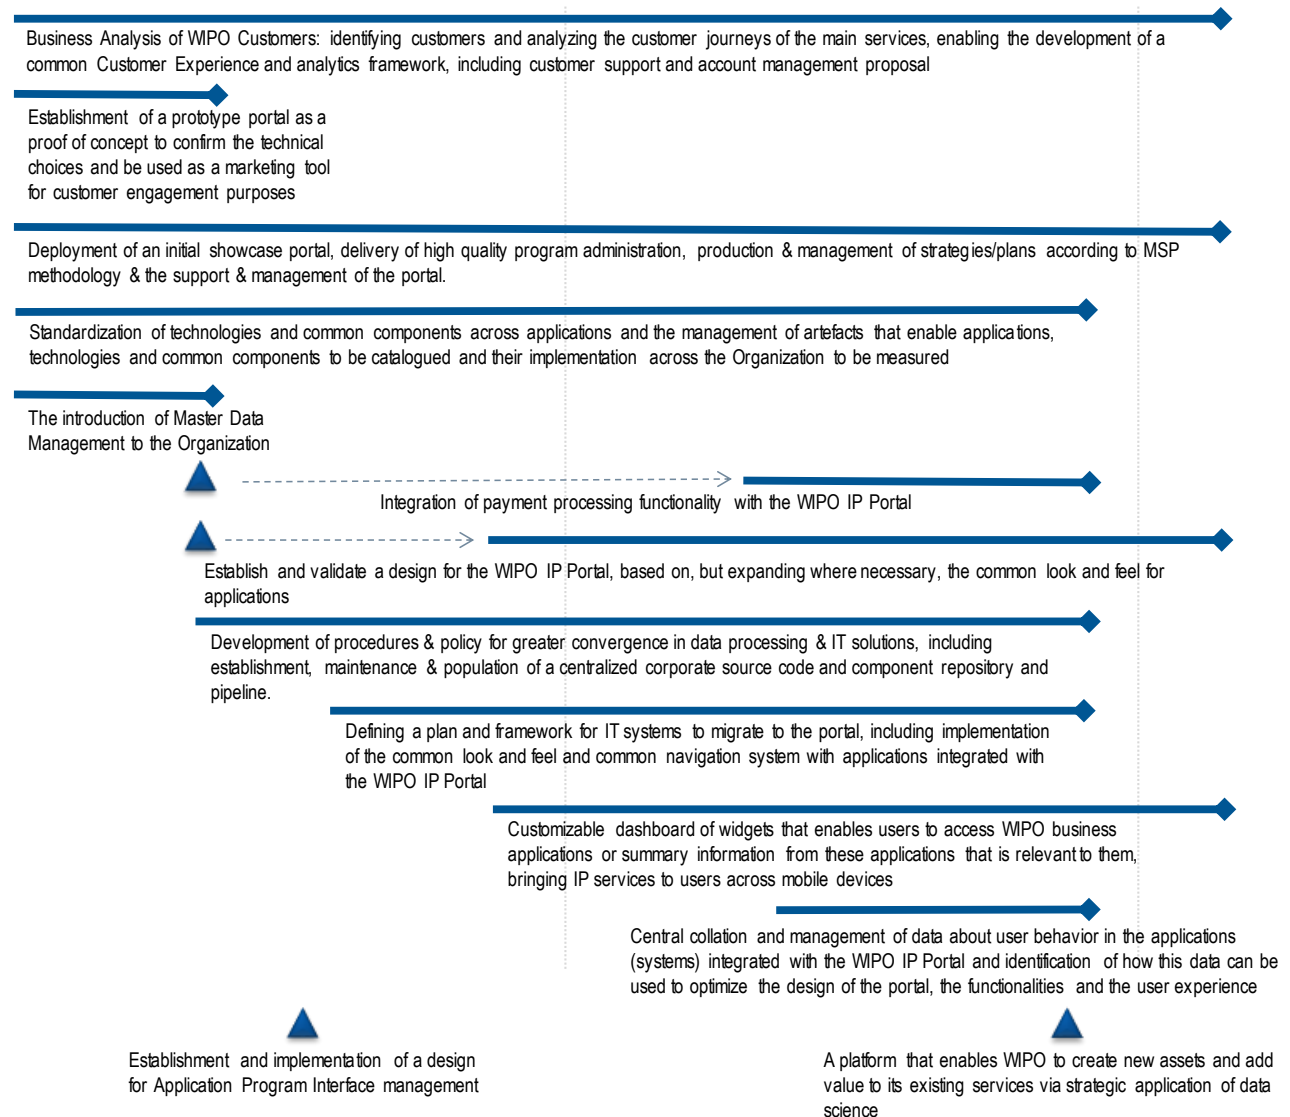 Business Analysis of WIPO Customers: identifying customers and analyzing the customer journeys of the main services, enabling the development of a
common Customer Experience and analytics framework, including customer support and account management proposal
Establishment of a prototype portal as a
proof of concept to confirm the technical
choices and be used as a marketing tool
for customer engagement purposes
Deployment of an initial showcase portal, delivery of high quality program administration, production & management of strategies/plans according to MSP
methodology & the support & management of the portal.
Standardization of technologies and common components across applications and the management of artefacts that enable applications,
technologies and common components to be catalogued and their implementation across the Organization to be measured
The introduction of Master Data
Management to the Organization
Integration of payment processing functionality with the WIPO IP Portal
Establish and validate a design for the WIPO IP Portal, based on, but expanding where necessary, the common look and feel for
applications
Development of procedures & policy for greater convergence in data processing & IT solutions, including
establishment, maintenance & population of a centralized corporate source code and component repository and
pipeline.
Defining a plan and framework for IT systems to migrate to the portal, including implementation
of the common look and feel and common navigation system with applications integrated with
the WIPO IP Portal
Customizable dashboard of widgets that enables users to access WIPO business
applications or summary information from these applications that is relevant to them,
bringing IP services to users across mobile devices
Central collation and management of data about user behavior in the applications
(systems) integrated with the WIPO IP Portal and identification of how this data can be
used to optimize the design of the portal, the functionalities and the user experience
Establishment and implementation of a design
for Application Program Interface management
A platform that enables WIPO to create new assets and add
value to its existing services via strategic application of data
science